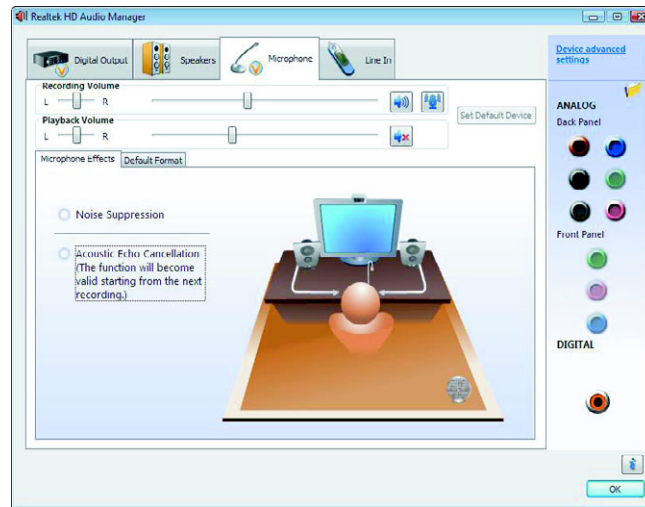 Realtek HD Audio Manager
Digital Output
Speakers
Microphone
Line In
Device advanced settings
Recording Volume
L
R
Set Default Device
Playback Volume
L
R
Microphone Effects
Default Format
Noise Suppression
Acoustic Echo Cancellation
(The function will become
valid starting from the next
recording.)
ANALOG
Back Panel
Front Panel
DIGITAL
OK